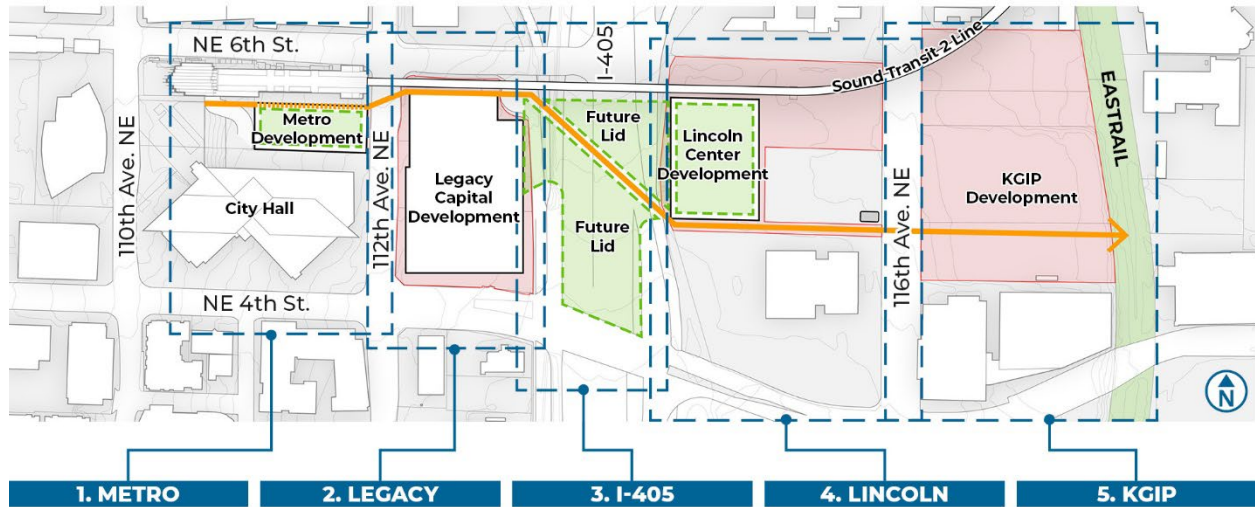 NE 6th St.
I-405
Sound Transit 2 Line
EASTRAIL
110th Ave. NE
Metro
Development
112th Ave. NE
Future
Lid
Lincoln
Center
Development
116th Ave. NE
KGIP
Development
City Hall
Legacy
Capital
Development
Future
Lid
NE 4th St.
N
1. METRO
2. LEGACY
3. I-405
4. LINCOLN
5. KGIP